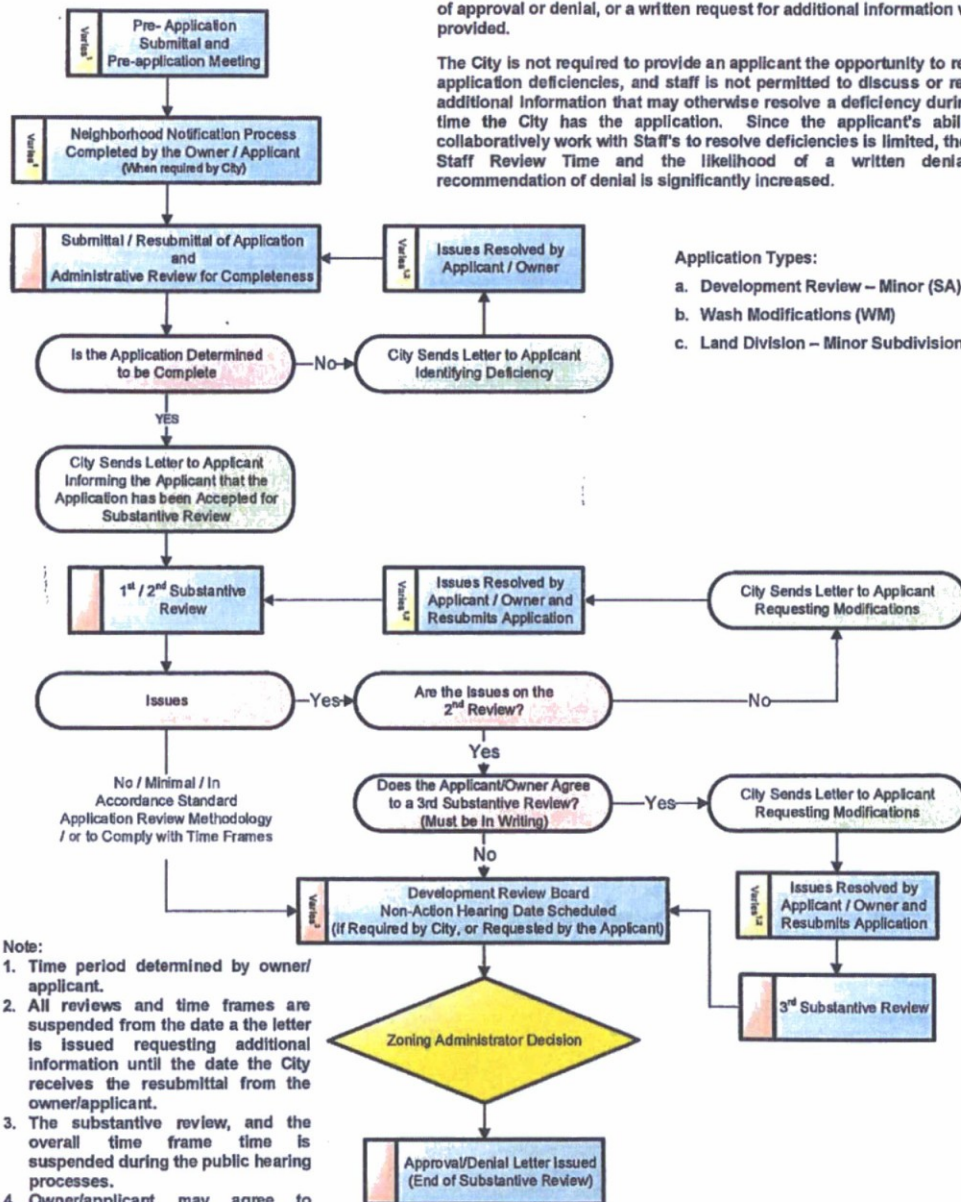 of approval or denial, or a written request for additional information
provided.
The City is not required to provide an applicant the opportunity to
application deficiencies, and staff is not permitted to discuss or
additional information that may otherwise resolve a deficiency
time the City has the application. Since the applicant's
collaboratively work with Staff's to resolve deficiencies is limited,
Staff Review Time and the likelihood of a written
recommendation of denial is significantly increased.
Varies1
Pre- Application
Submittal and
Pre-application Meeting
Neighborhood Notification Process
Completed by the Owner / Applicant
(When required by City)
Submittal / Resubmittal of Application
and
Administrative Review for Completeness
Varies1,2
Issues Resolved by
Applicant / Owner
Application Types:
a. Development Review – Minor (SA)
b. Wash Modifications (WM)
c. Land Division – Minor Subdivision
Is the Application Determined
to be Complete
No
City Sends Letter to Applicant
Identifying Deficiency
YES
City Sends Letter to Applicant
Informing the Applicant that the
Application has been Accepted for
Substantive Review
1st / 2nd Substantive
Review
Varies1,2
Issues Resolved by
Applicant / Owner and
Resubmits Application
City Sends Letter to Applicant
Requesting Modifications
Issues
Yes
Are the Issues on the
2nd Review?
No
Yes
No / Minimal / In
Accordance Standard
Application Review Methodology
/ or to Comply with Time Frames
Does the Applicant/Owner Agree
to a 3rd Substantive Review?
(Must be in Writing)
Yes
City Sends Letter to Applicant
Requesting Modifications
No
Development Review Board
Non-Action Hearing Date Scheduled
(If Required by City, or Requested by the Applicant)
Varies1,2
Issues Resolved by
Applicant / Owner and
Resubmits Application
3rd Substantive Review
Zoning Administrator Decision
Approval/Denial Letter Issued
(End of Substantive Review)
Note:
1. Time period determined by owner/
applicant.
2. All reviews and time frames are
suspended from the date a the letter
is issued requesting additional
information until the date the City
receives the resubmittal from the
owner/applicant.
3. The substantive review, and the
overall time frame time is
suspended during the public hearing
processes.
4. Owner/applicant may agree to